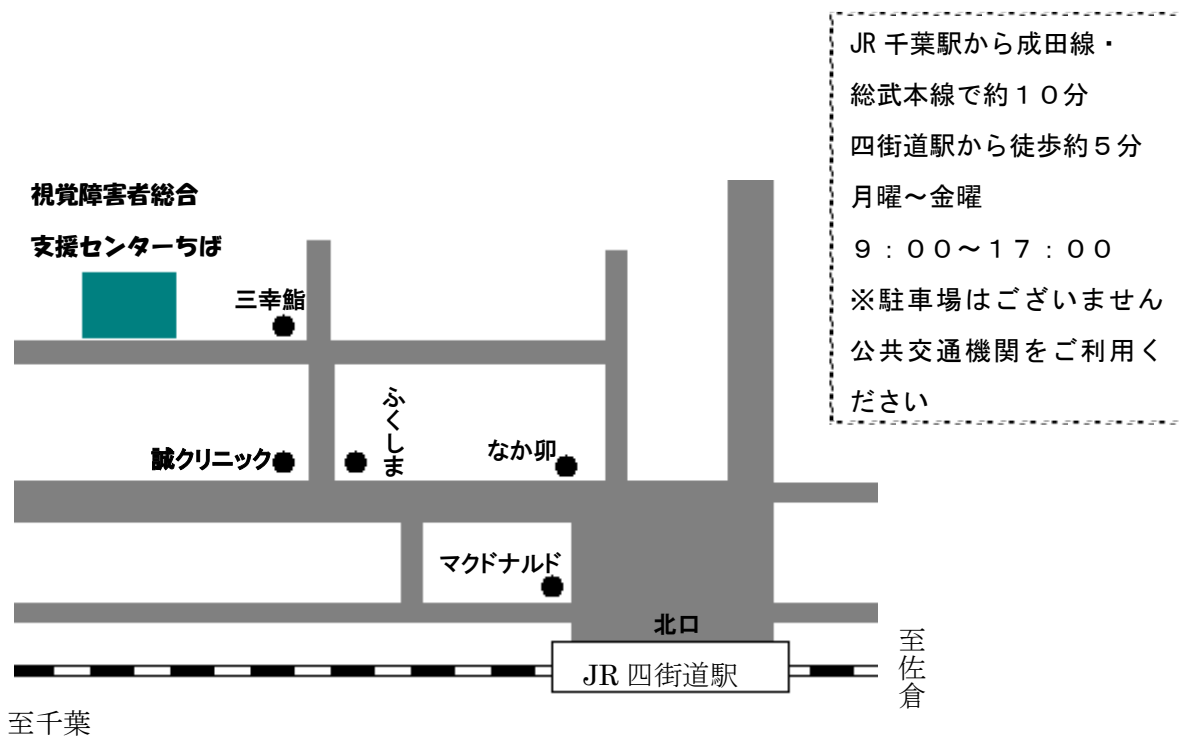 JR 千葉駅から成田線・
総武本線で約１０分
四街道駅から徒歩約５分
月曜～金曜
９：００～１７：００
※駐車場はございません
公共交通機関をご利用く
ださい
視覚障害者総合
支援センターちば
三幸鮨
ふくしま
誠クリニック
なか卯
マクドナルド
北口
JR 四街道駅
至佐倉
至千葉